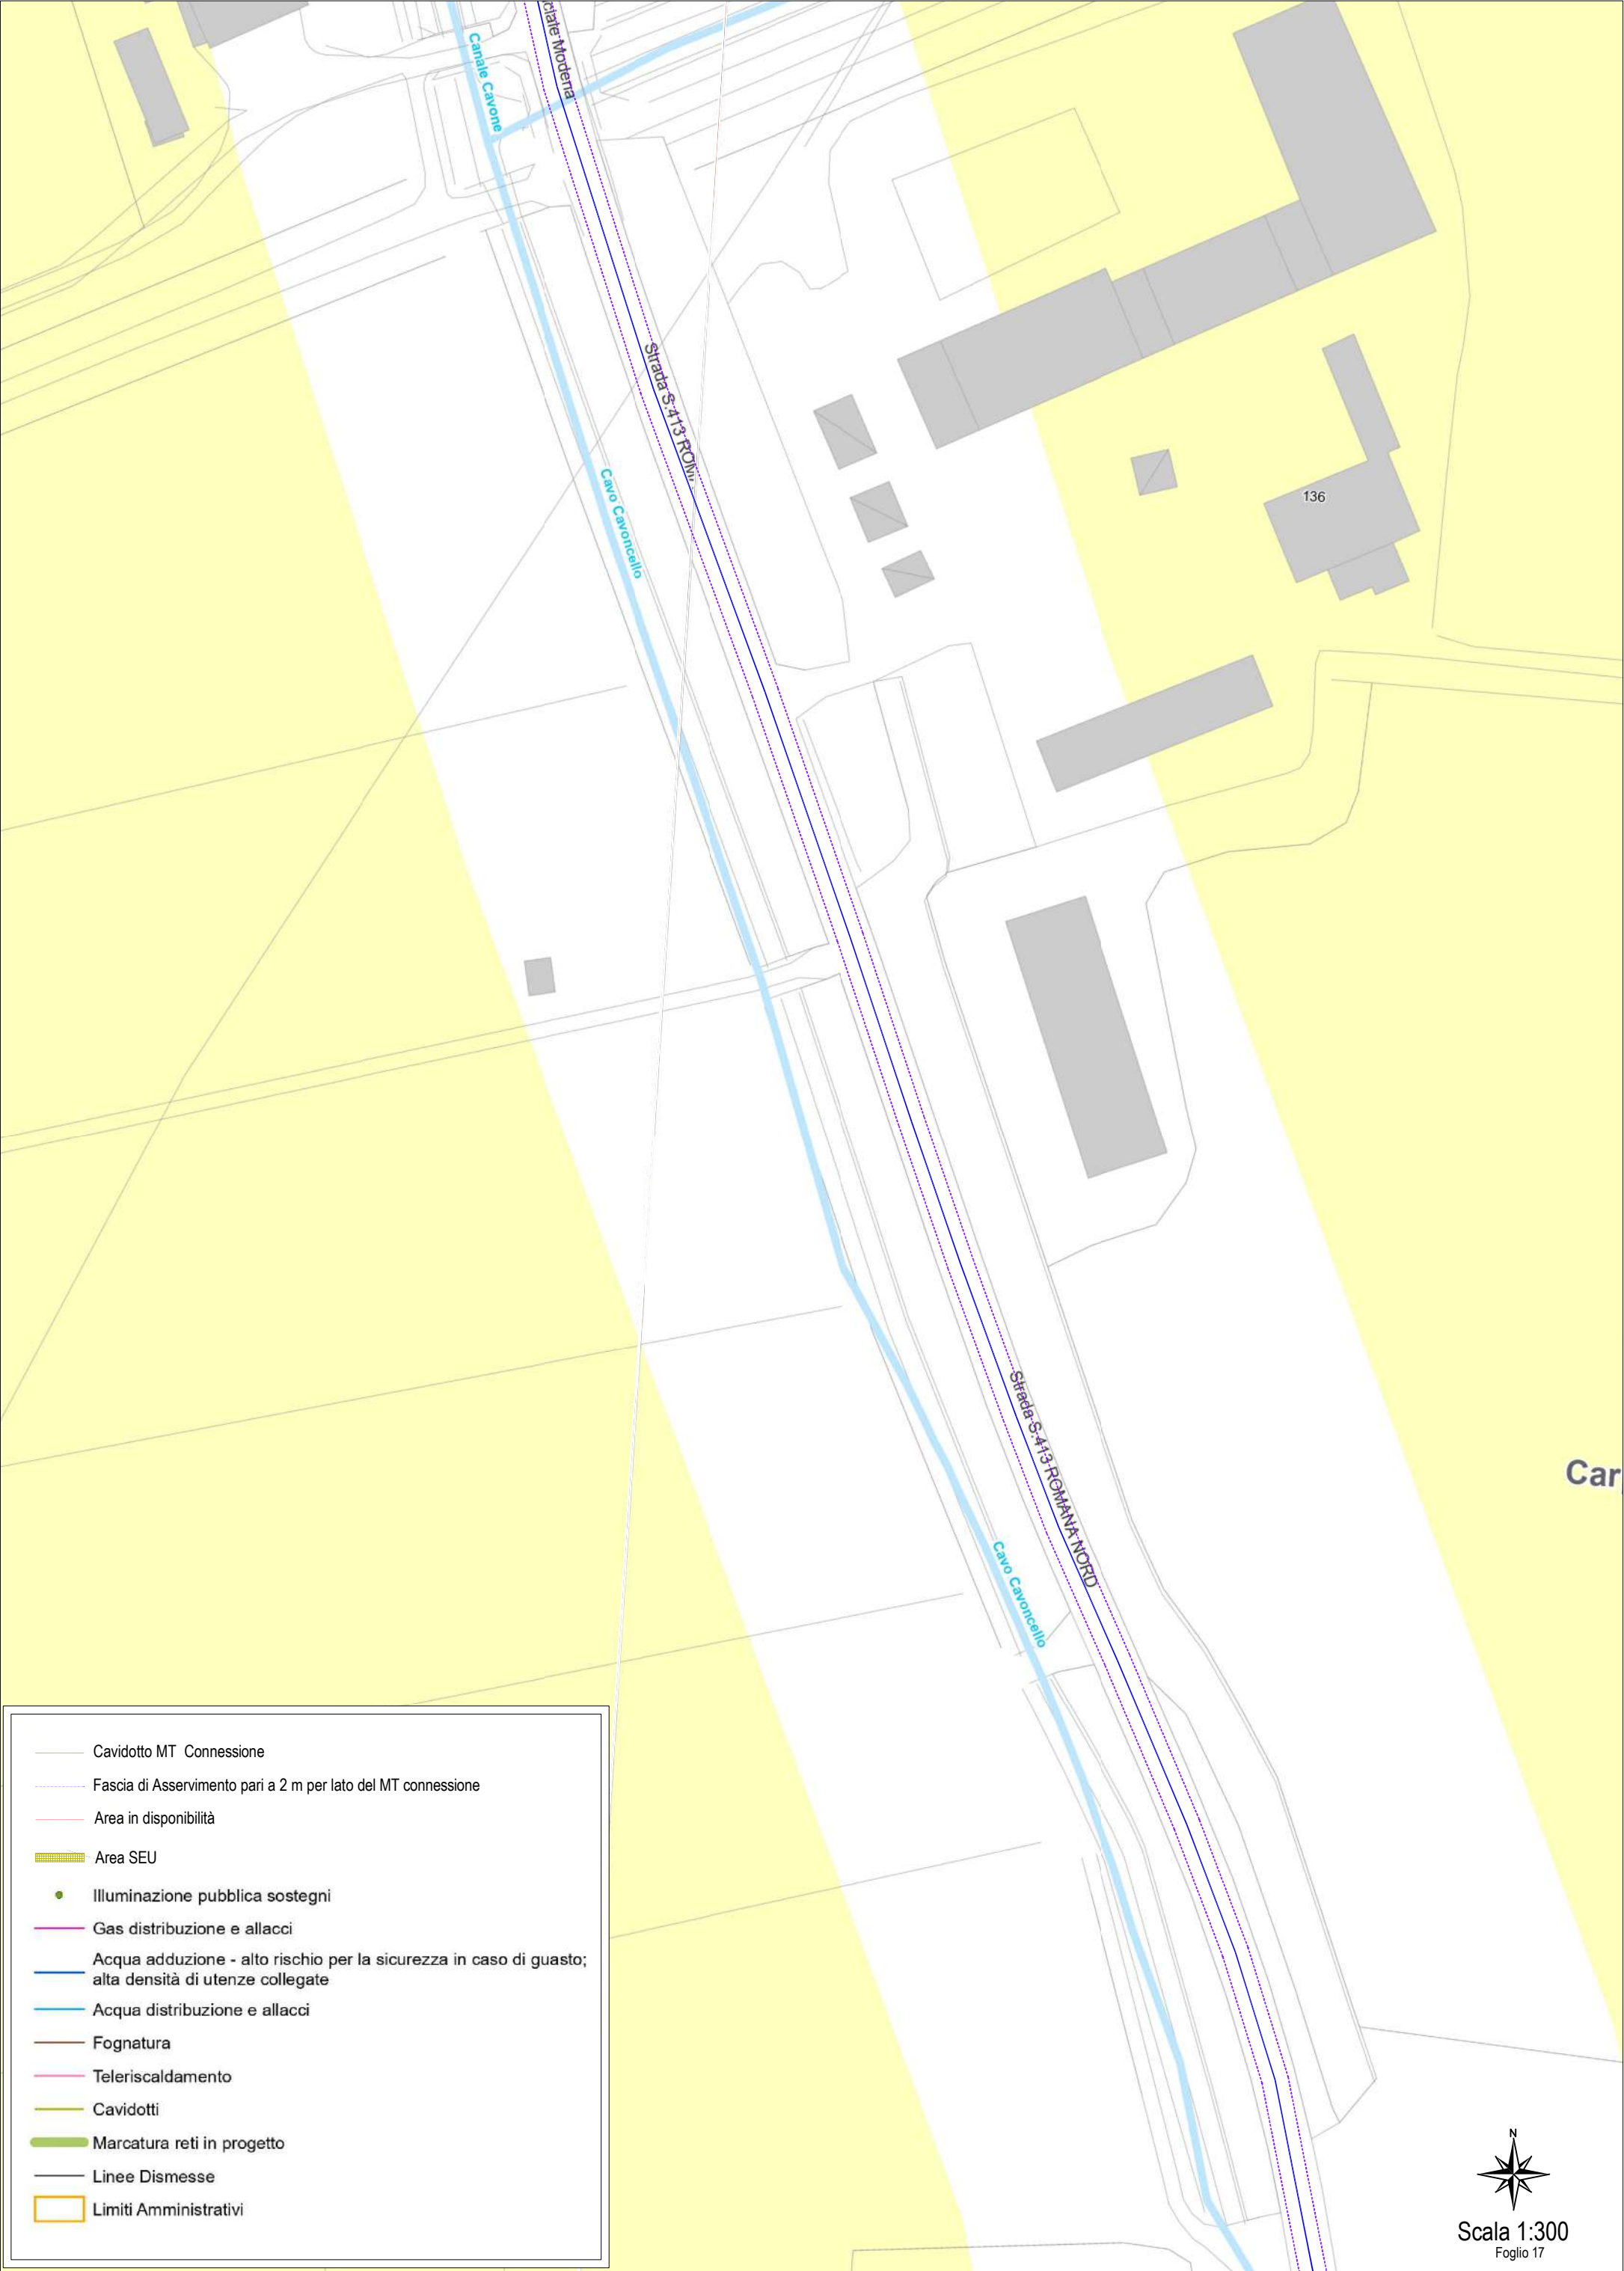 Canale Cavone
Modena
Strada S.413 ROM
Cavo Cavoncello
136
Strada S.413 ROMANA NORD
Cavo Cavoncello
Car
Cavidotto MT Connessione
Fascia di Asservimento pari a 2 m per lato del MT connessione
Area in disponibilità
Area SEU
Illuminazione pubblica sostegni
Gas distribuzione e allacci
Acqua adduzione - alto rischio per la sicurezza in caso di guasto;
alta densità di utenze collegate
Acqua distribuzione e allacci
Fognatura
Teleriscaldamento
Cavidotti
Marcatura reti in progetto
Linee Dismesse
Limiti Amministrativi
N
Scala 1:300
Foglio 17